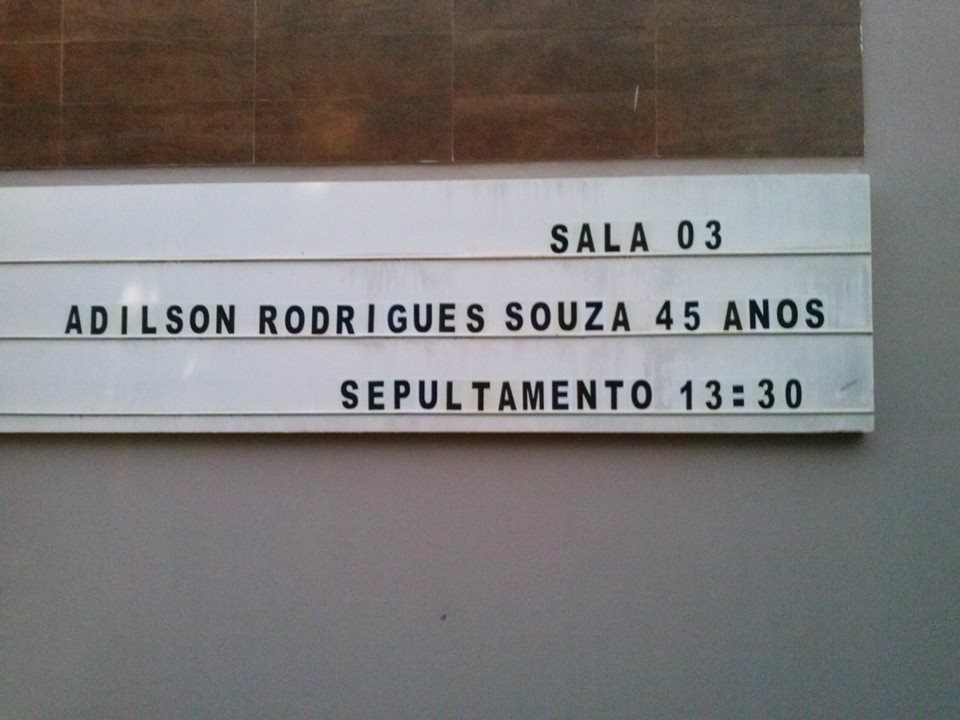 SALA 03
ADILSON RODRIGUES SOUZA 45 ANOS
SEPULTAMENTO 13:30